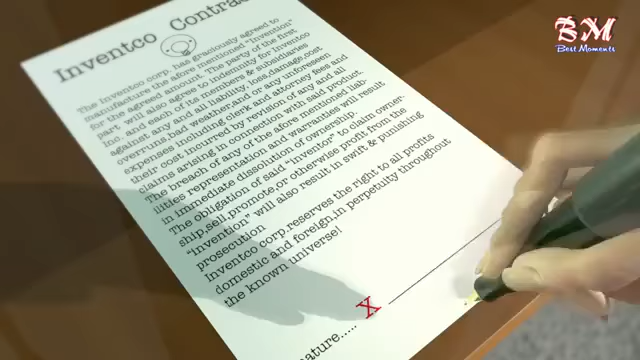 BM
Best Moments
Inventco Contrac
The Inventco corp. has graciously agreed to
manufacture the afore mentioned "Invention"
for the agreed amount. The party of the first
part will also agree to indemnity for Inventco
inc. and each of its members & subsidiaries
against any and all liability, loss,damage,cost
overruns,bad weather,and or any unforeseen
expenses including clerk and attorney fees and
their cost incurred by revision of any and all
claims arising in connection with said product.
The breach of any of the afore mentioned liab-
ilities representation and warranties will result
in immediate dissolution of ownership.
The obligation of said "inventor" to claim owner-
ship,sell,promote,or otherwise profit from the
"invention" will also result in swift & punishing
prosecution
Inventco corp,reserves the right to all profits
domestic and foreign,in perpetuity throughout
the known universe!
ature..... X